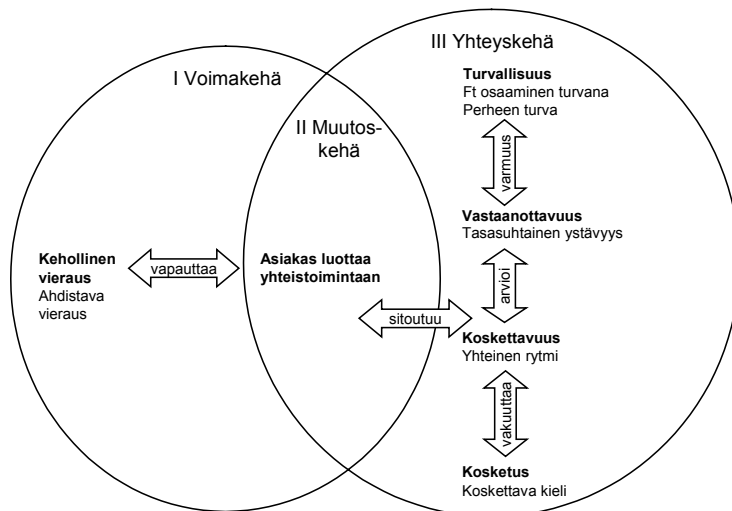 I Voimakehä
II Muutos-
kehä
III Yhteyskehä
Turvallisuus
Ft osaaminen turvana
Perheen turva
varmuus
Vastaanottavuus
Tasasuhtainen ystävyys
Kehollinen
vieraus
Ahdistava
vieraus
vapauttaa
Asiakas luottaa
yhteistoimintaan
arvioi
sitoutuu
Koskettavuus
Yhteinen rytmi
vakuuttaa
Kosketus
Koskettava kieli